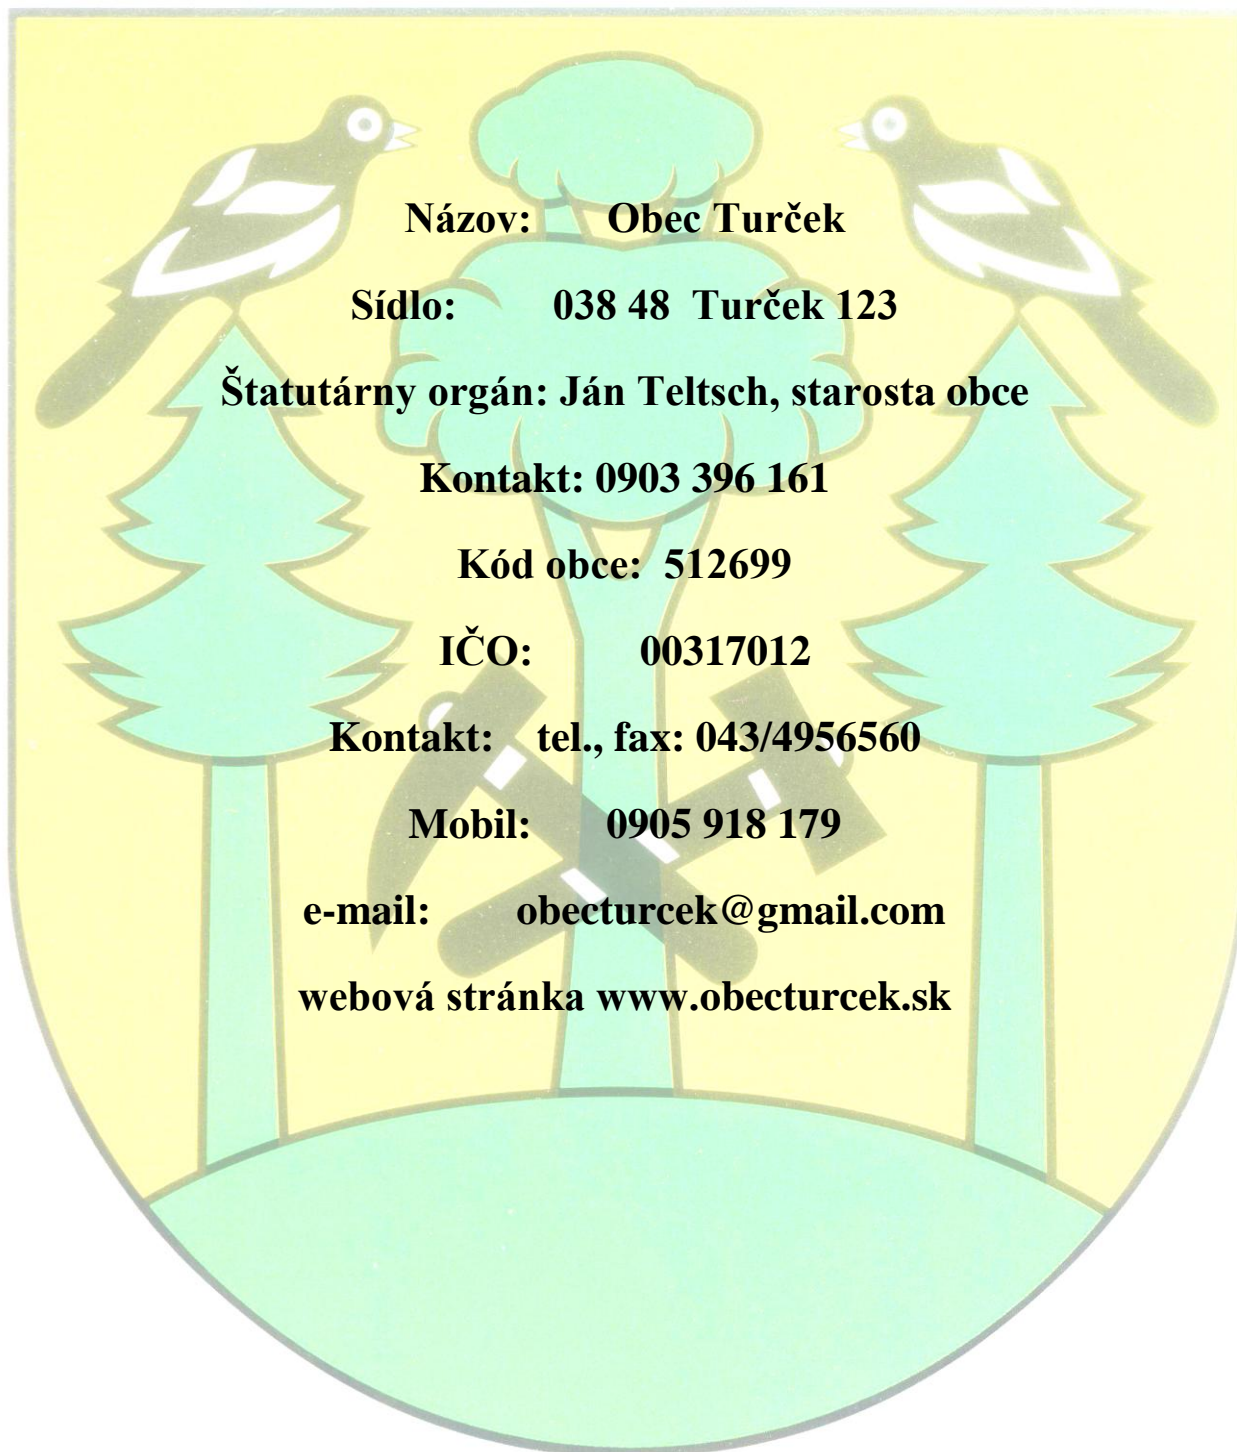 Názov: Obec Turček
Sídlo: 038 48 Turček 123
Štatutárny orgán: Ján Teltsch, starosta obce
Kontakt: 0903 396 161
Kód obce: 512699
IČO: 00317012
Kontakt: tel., fax: 043/4956560
Mobil: 0905 918 179
e-mail: obecturcek@gmail.com
webová stránka www.obecturcek.sk